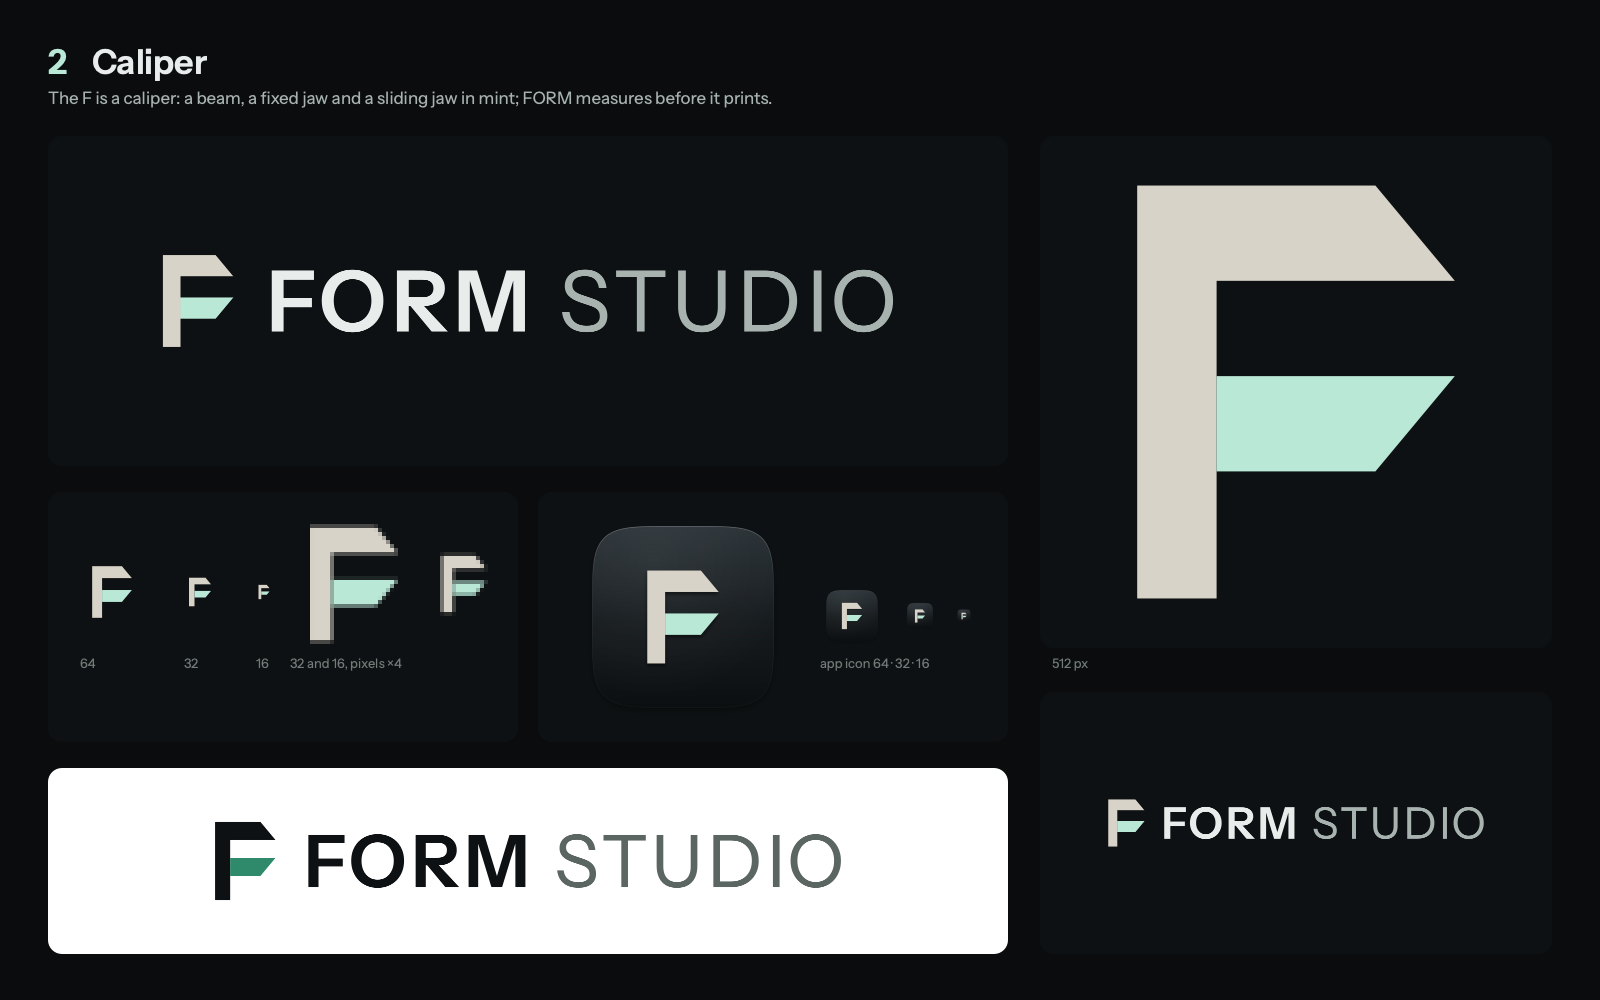 2 Caliper
The F is a caliper: a beam, a fixed jaw and a sliding jaw in mint; FORM measures before it prints.
FORM STUDIO
64
32
16
32 and 16, pixels ×4
app icon 64·32·16
512 px
FORM STUDIO
FORM STUDIO